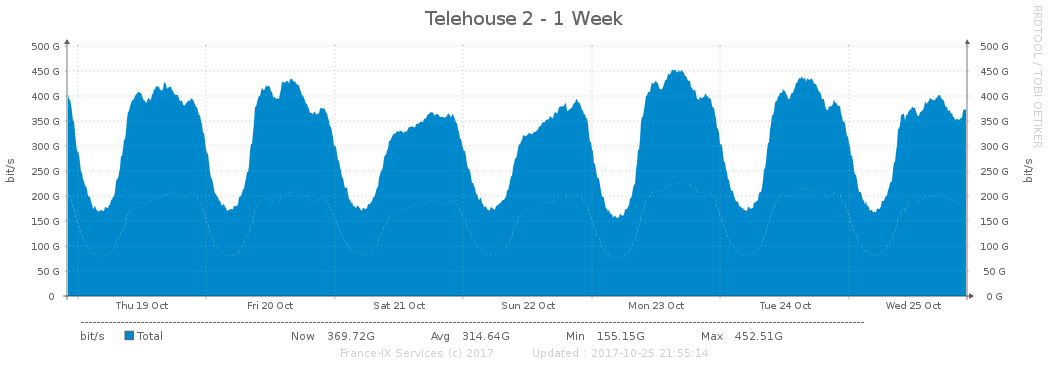 Telehouse 2 - 1 Week
RRDTOOL / TOBI OETIKER
bit/s
500 G 500 G
450 G 450 G
400 G 400 G
350 G 350 G
300 G 300 G
250 G 250 G
200 G 200 G
150 G 150 G
100 G 100 G
50 G 50 G
0 0 G
bit/s
Thu 19 Oct Fri 20 Oct Sat 21 Oct Sun 22 Oct Mon 23 Oct Tue 24 Oct Wed 25 Oct
bit/s Total Now 369.72G Avg 314.64G Min 155.15G Max 452.51G
France-IX Services (c) 2017 Updated : 2017-10-25 21:55:14